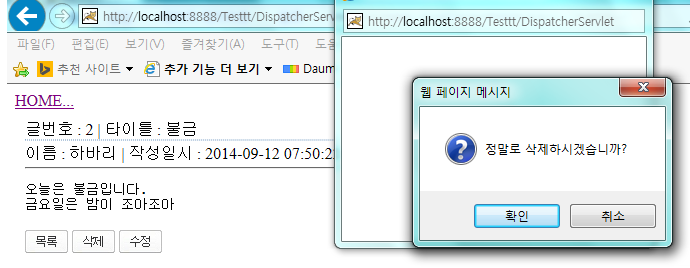 http://localhost:8888/Testtt/DispatcherServl
파일(F) 편집(E) 보기(V) 즐겨찾기(A) 도구(T)
추천 사이트 추가 기능 더 보기 Daum
HOME...
글번호 : 2 | 타이틀 : 불금
이름 : 하바리 | 작성일시 : 2014-09-12 07:50:2
오늘은 불금입니다.
금요일은 밤이 조아조아
목록 삭제 수정
http://localhost:8888/Testtt/DispatcherServlet
웹 페이지 메시지
정말로 삭제하시겠습니까?
확인 취소